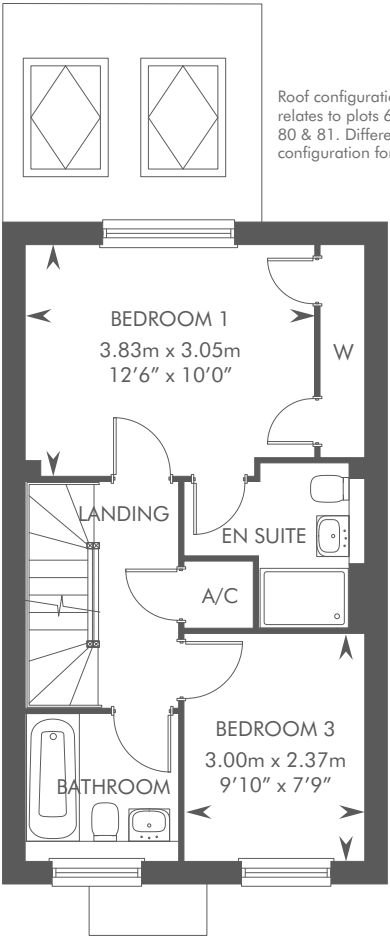 Roof configuration
relates to plots
80 & 81. Differe
configuration for
BEDROOM 1
3.83m x 3.05m
12’6” x 10’0”
W
LANDING
EN SUITE
A/C
BEDROOM 3
3.00m x 2.37m
9’10” x 7’9”
BATHROOM